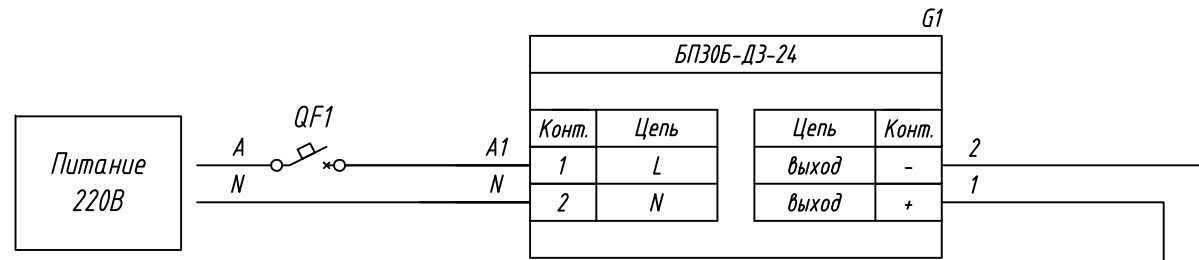 G1
БП30Б-Д3-24
QF1
Питание
220В
A
N
A1
N
Конт. Цепь
1 L
2 N
Цепь Конт.
выход -
выход +
2
1